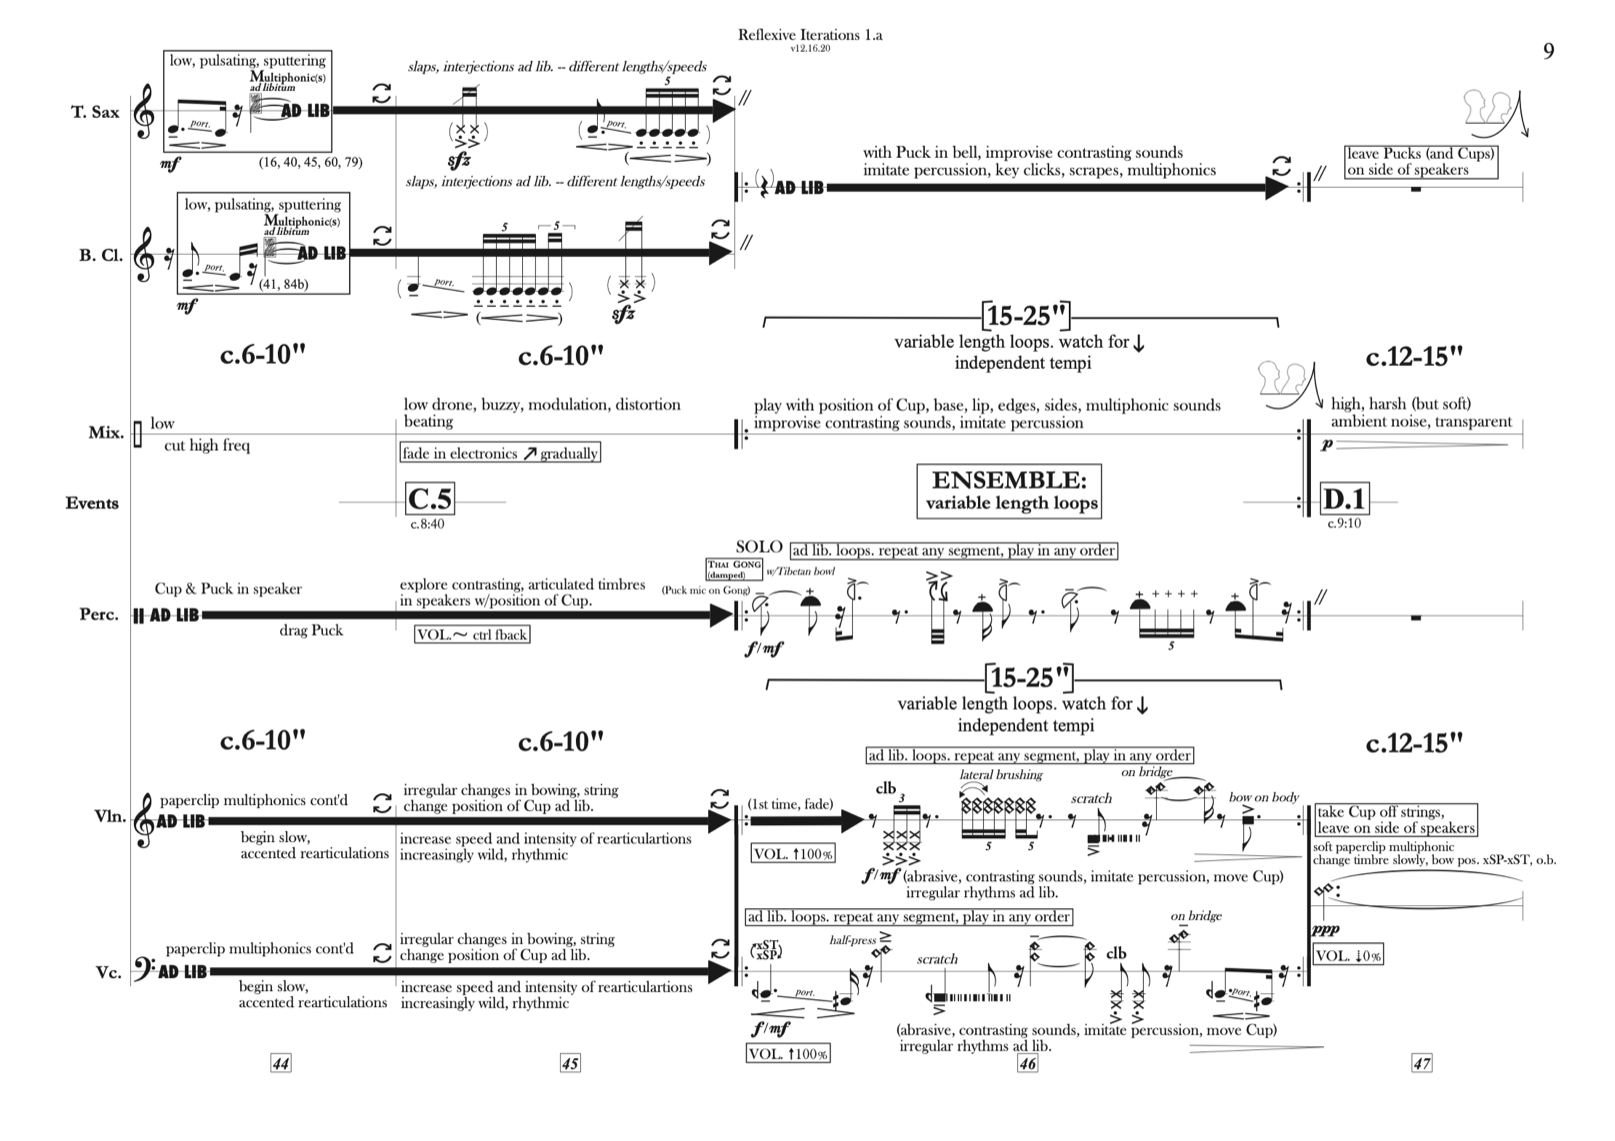 Reflexive Iterations 1.a
v12.16.20
9
low, pulsating, sputtering
Multiphonic(s)
ad libitum
slaps, interjections ad lib. -- different lengths/speeds
5
T. Sax
port.
AD LIB
port.
mf
(16, 40, 45, 60, 79)
sfz
with Puck in bell, improvise contrasting sounds
imitate percussion, key clicks, scrapes, multiphonics
AD LIB
leave Pucks (and Cups)
on side of speakers
slaps, interjections ad lib. -- different lengths/speeds
low, pulsating, sputtering
Multiphonic(s)
ad libitum
5
5
B. Cl.
port.
AD LIB
port.
mf
(41, 84b)
sfz
[15-25"]
variable length loops. watch for ↓
independent tempi
c.6-10"
c.6-10"
c.12-15"
Mix.
low
cut high freq
low drone, buzzy, modulation, distortion
beating
fade in electronics ↗ gradually
play with position of Cup, base, lip, edges, sides, multiphonic sounds
improvise contrasting sounds, imitate percussion
high, harsh (but soft)
ambient noise, transparent
p
Events
C.5
c.8:40
ENSEMBLE:
variable length loops
D.1
c.9:10
SOLO
ad lib. loops. repeat any segment, play in any order
THAI GONG
(damped)
w/Tibetan bowl
(Puck mic on Gong)
Perc.
Cup & Puck in speaker
AD LIB
drag Puck
explore contrasting, articulated timbres
in speakers w/position of Cup.
VOL.~ ctrl fback
f/mf
5
[15-25"]
variable length loops. watch for ↓
independent tempi
c.6-10"
c.6-10"
c.12-15"
ad lib. loops. repeat any segment, play in any order
Vln.
paperclip multiphonics cont'd
AD LIB
begin slow,
accented rearticulations
irregular changes in bowing, string
change position of Cup ad lib.
increase speed and intensity of rearticulartions
increasingly wild, rhythmic
(1st time, fade)
VOL. ↑100%
clb
3
lateral brushing
5
5
scratch
on bridge
bow on body
f/mf (abrasive, contrasting sounds, imitate percussion, move Cup)
irregular rhythms ad lib.
take Cup off strings,
leave on side of speakers
soft paperclip multiphonic
change timbre slowly, bow pos. xSP-xST, o.b.
ppp
VOL. ↓0%
ad lib. loops. repeat any segment, play in any order
Vc.
paperclip multiphonics cont'd
AD LIB
begin slow,
accented rearticulations
irregular changes in bowing, string
change position of Cup ad lib.
increase speed and intensity of rearticulartions
increasingly wild, rhythmic
(xST
xSP)
port.
half-press
scratch
clb
on bridge
port.
f/mf
VOL. ↑100%
(abrasive, contrasting sounds, imitate percussion, move Cup)
irregular rhythms ad lib.
44
45
46
47